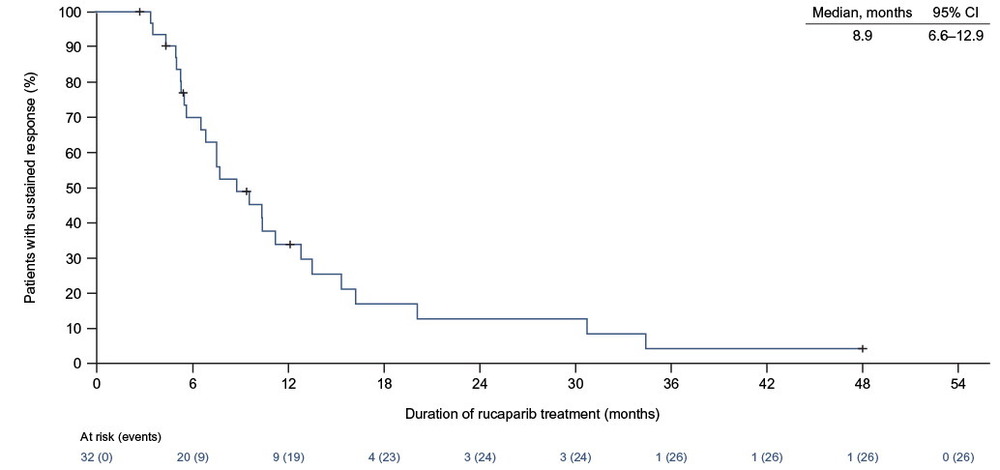 Median, months 95% CI
8.9 6.6–12.9
Patients with sustained response (%)
100
90
80
70
60
50
40
30
20
10
0
0 6 12 18 24 30 36 42 48 54
Duration of rucaparib treatment (months)
At risk (events)
32 (0) 20 (9) 9 (19) 4 (23) 3 (24) 3 (24) 1 (26) 1 (26) 1 (26) 0 (26)